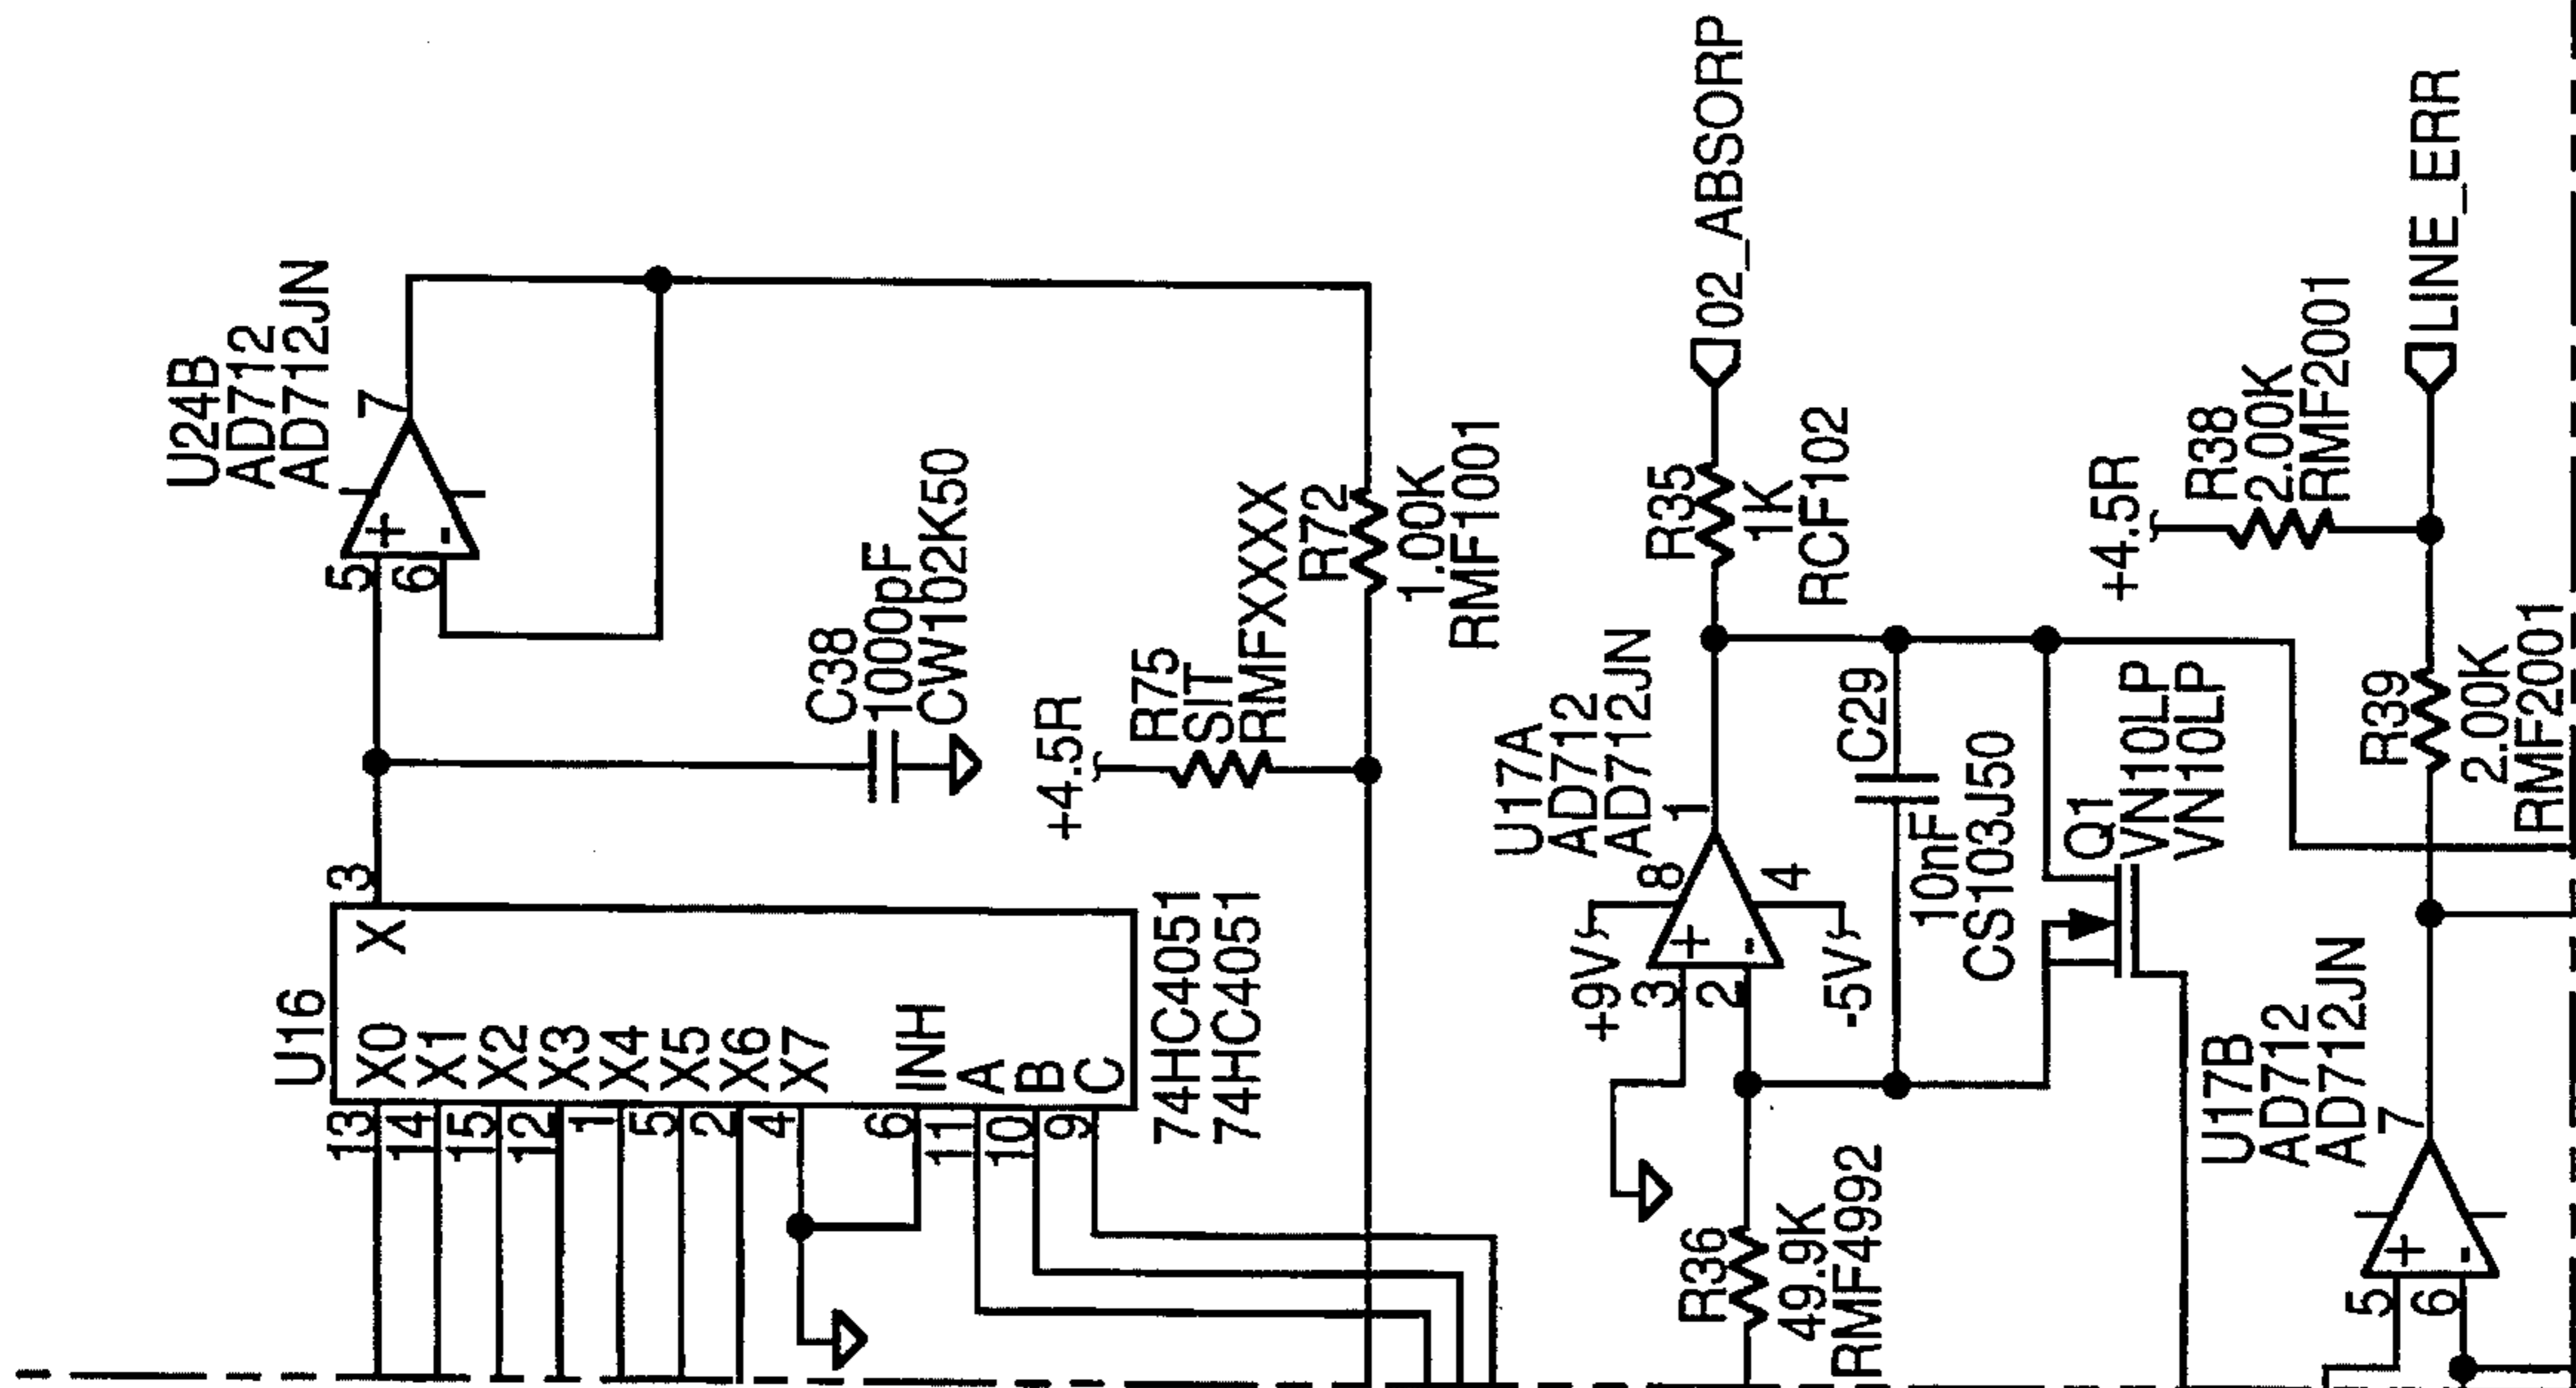 U24B
AD712
AD712JN
5
6
7
+
-
C38
1000pF
CW102K50
3
U16
X
X0
X1
X2
X3
X4
X5
X6
X7
INH
A
B
C
13
14
15
12
1
5
2
4
6
11
10
9
74HC4051
74HC4051
+4.5R
R75
SIT
RMFXXXX
R72
1.00K
RMF1001
02_ABSORP
R35
1K
RCF102
U17A
AD712
AD712JN
1
+9V
8
3
2
+
-
4
-5V
C29
10nF
CS103J50
Q1
VN10LP
VN10LP
R36
49.9K
RMF4992
LINE_ERR
+4.5R
R38
2.00K
RMF2001
R39
2.00K
RMF2001
U17B
AD712
AD712JN
7
+
-
5
6